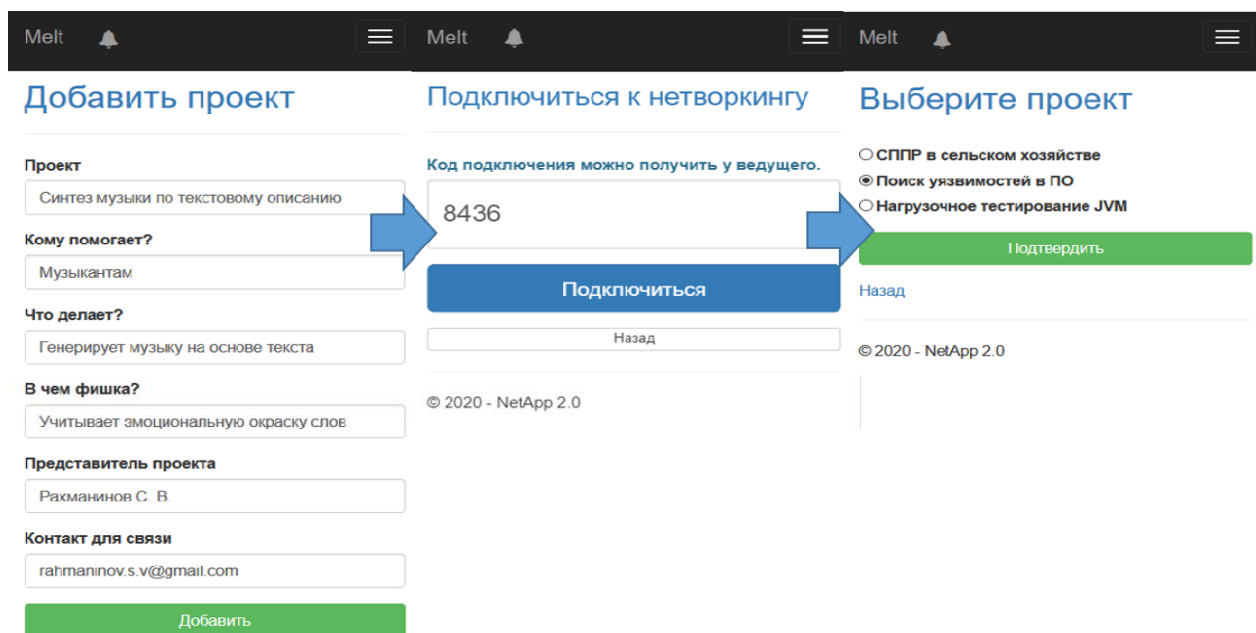 Melt
Добавить проект
Проект
Синтез музыки по текстовому описанию
Кому помогает?
Музыкантам
Что делает?
Генерирует музыку на основе текста
В чем фишка?
Учитывает эмоциональную окраску слов
Представитель проекта
Рахманинов С. В.
Контакт для связи
rahmaninov.s.v@gmail.com
Добавить
Melt
Подключиться к нетворкингу
Код подключения можно получить у ведущего.
8436
Подключиться
Назад
© 2020 - NetApp 2.0
Melt
Выберите проект
СППР в сельском хозяйстве
Поиск уязвимостей в ПО
Нагрузочное тестирование JVM
Подтвердить
Назад
© 2020 - NetApp 2.0